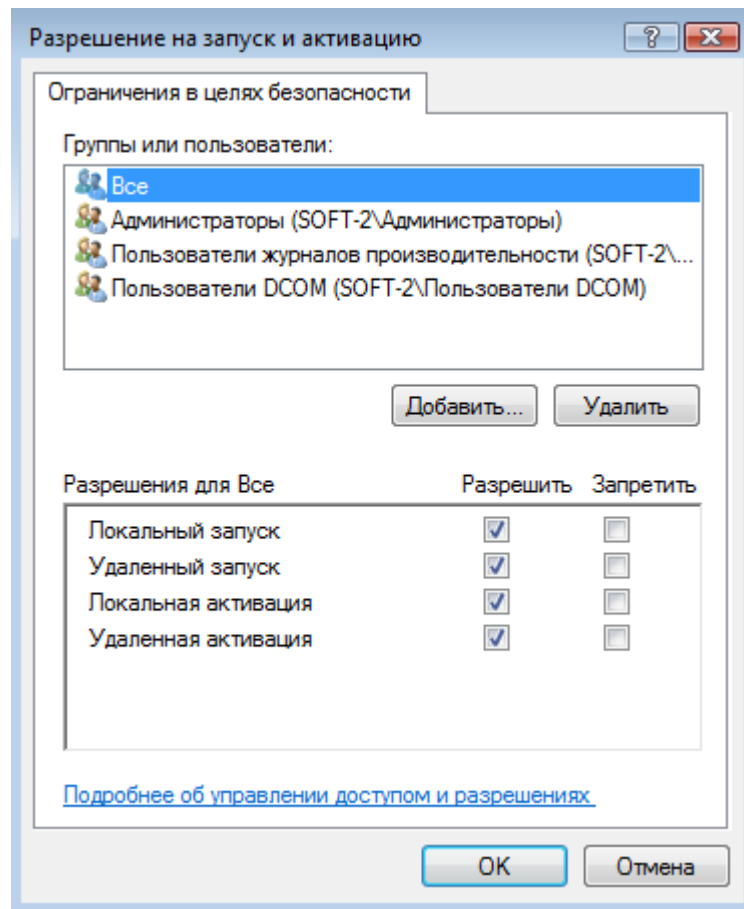 Разрешение на запуск и активацию
Ограничения в целях безопасности
Группы или пользователи:
Все
Администраторы (SOFT-2\Администраторы)
Пользователи журналов производительности (SOFT-2\...
Пользователи DCOM (SOFT-2\Пользователи DCOM)
Добавить... Удалить
Разрешения для Все Разрешить Запретить
Локальный запуск
Удаленный запуск
Локальная активация
Удаленная активация
Подробнее об управлении доступом и разрешениях
OK Отмена